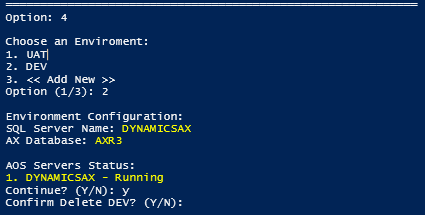 Option: 4
Choose an Enviroment:
1. UAT
2. DEV
3. << Add New >>
Option (1/3): 2
Environment Configuration:
SQL Server Name: DYNAMICSAX
AX Database: AXR3
AOS Servers Status:
1. DYNAMICSAX - Running
Continue? (Y/N): y
Confirm Delete DEV? (Y/N):